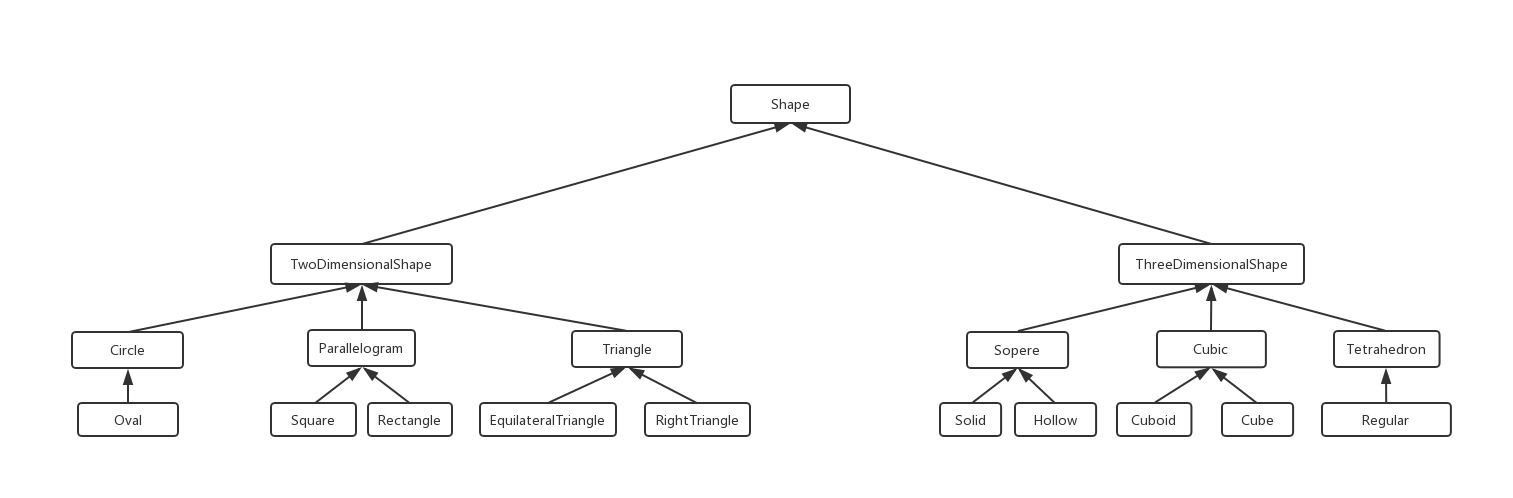 Shape
TwoDimensionalShape
ThreeDimensionalShape
Circle
Parallelogram
Triangle
Sopere
Cubic
Tetrahedron
Oval
Square
Rectangle
EquilateralTriangle
RightTriangle
Solid
Hollow
Cuboid
Cube
Regular